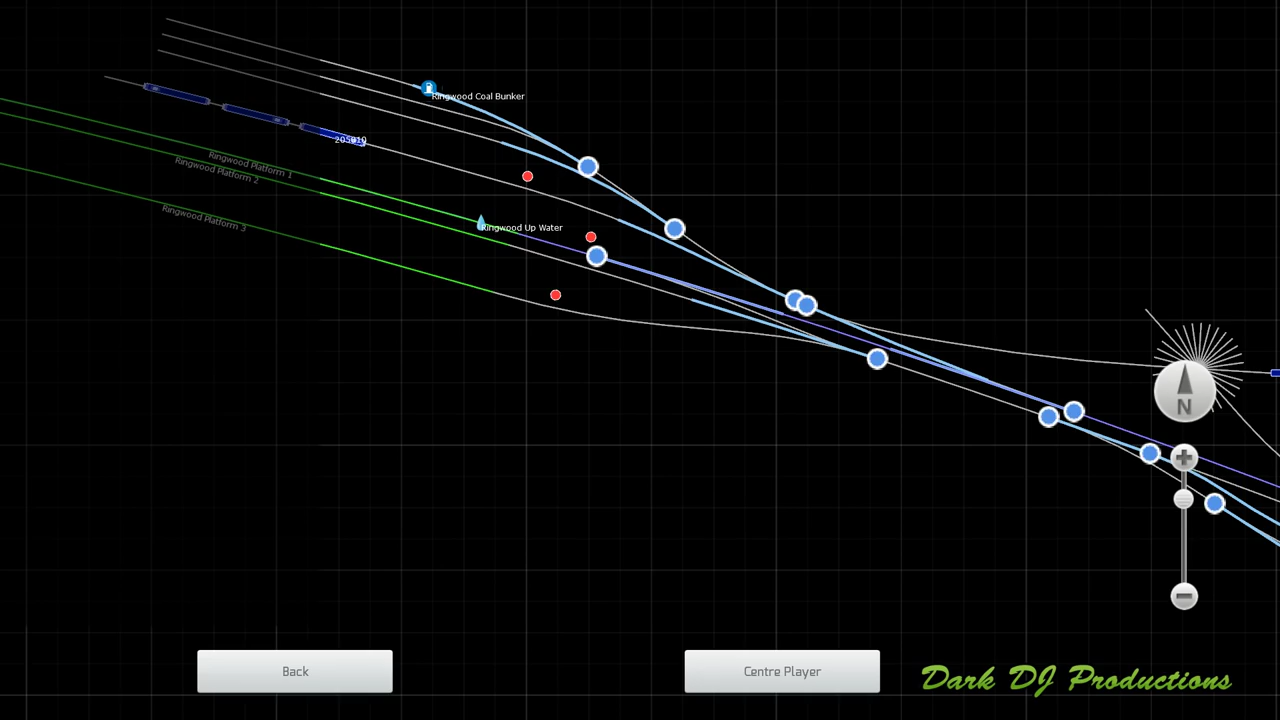 Ringwood Coal Bunker
205010
Ringwood Platform 1
Ringwood Platform 2
Ringwood Platform 3
Ringwood Up Water
N
Back
Centre Player
Dark DJ Productions